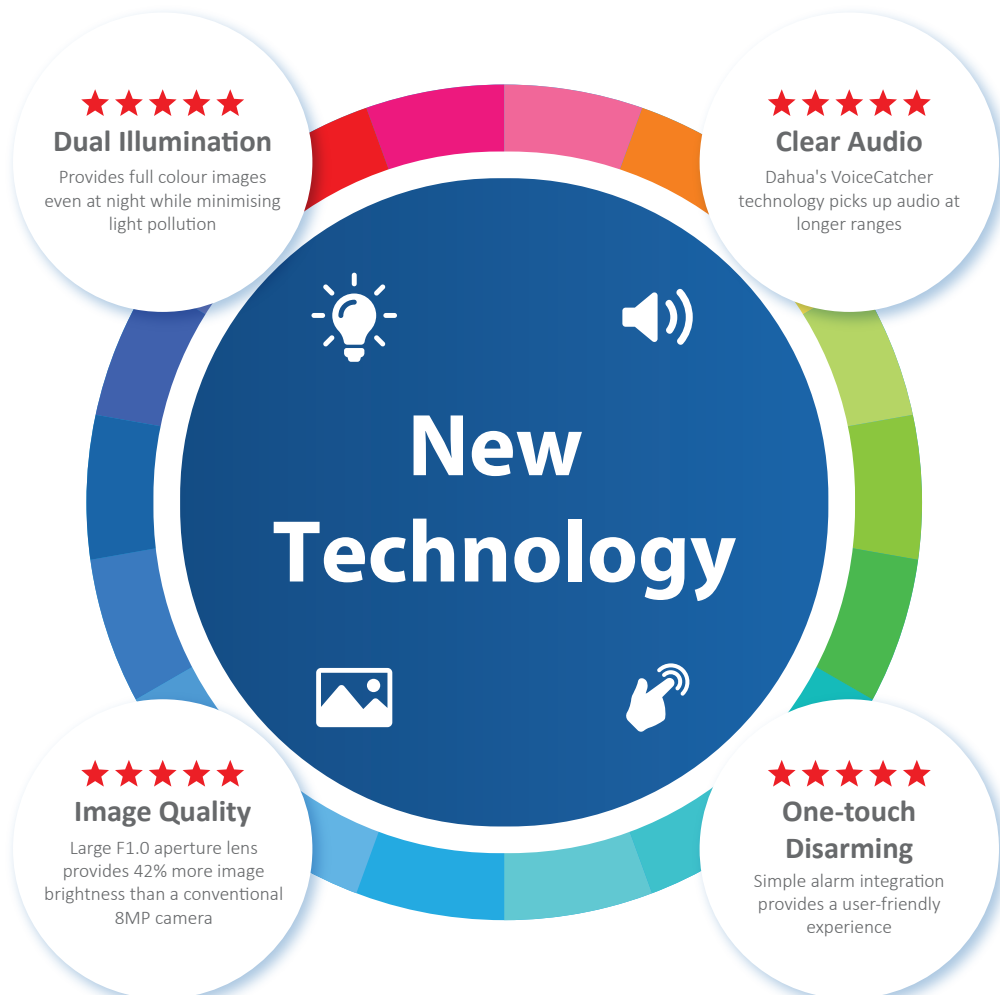 Dual Illumination
Provides full colour images
even at night while minimising
light pollution
Clear Audio
Dahua's VoiceCatcher
technology picks up audio at
longer ranges
New
Technology
Image Quality
Large F1.0 aperture lens
provides 42% more image
brightness than a conventional
8MP camera
One-touch
Disarming
Simple alarm integration
provides a user-friendly
experience